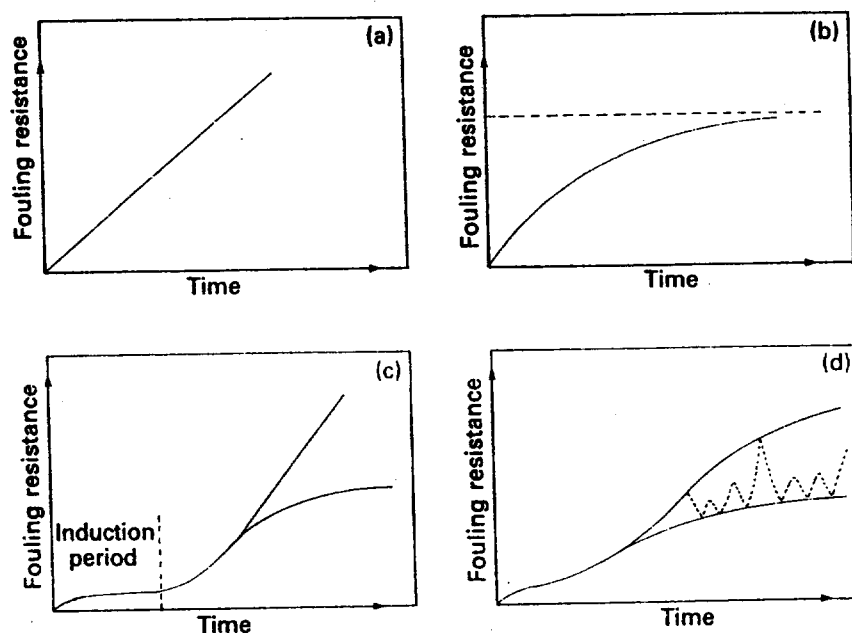 (a)
Fouling resistance
Time
(b)
Fouling resistance
Time
(c)
Fouling resistance
Induction
period
Time
(d)
Fouling resistance
Time